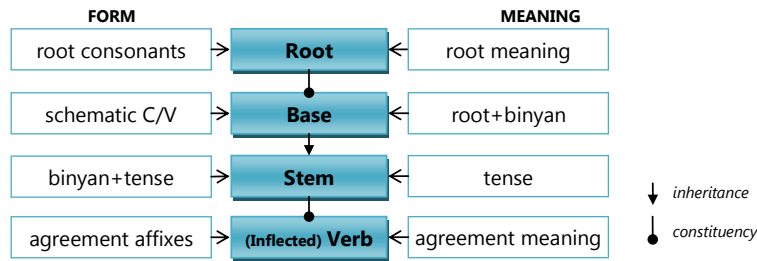 FORM MEANING
root consonants Root root meaning
schematic C/V Base root+binyan
binyan+tense Stem tense
inheritance
agreement affixes (Inflected) Verb agreement meaning
constituency